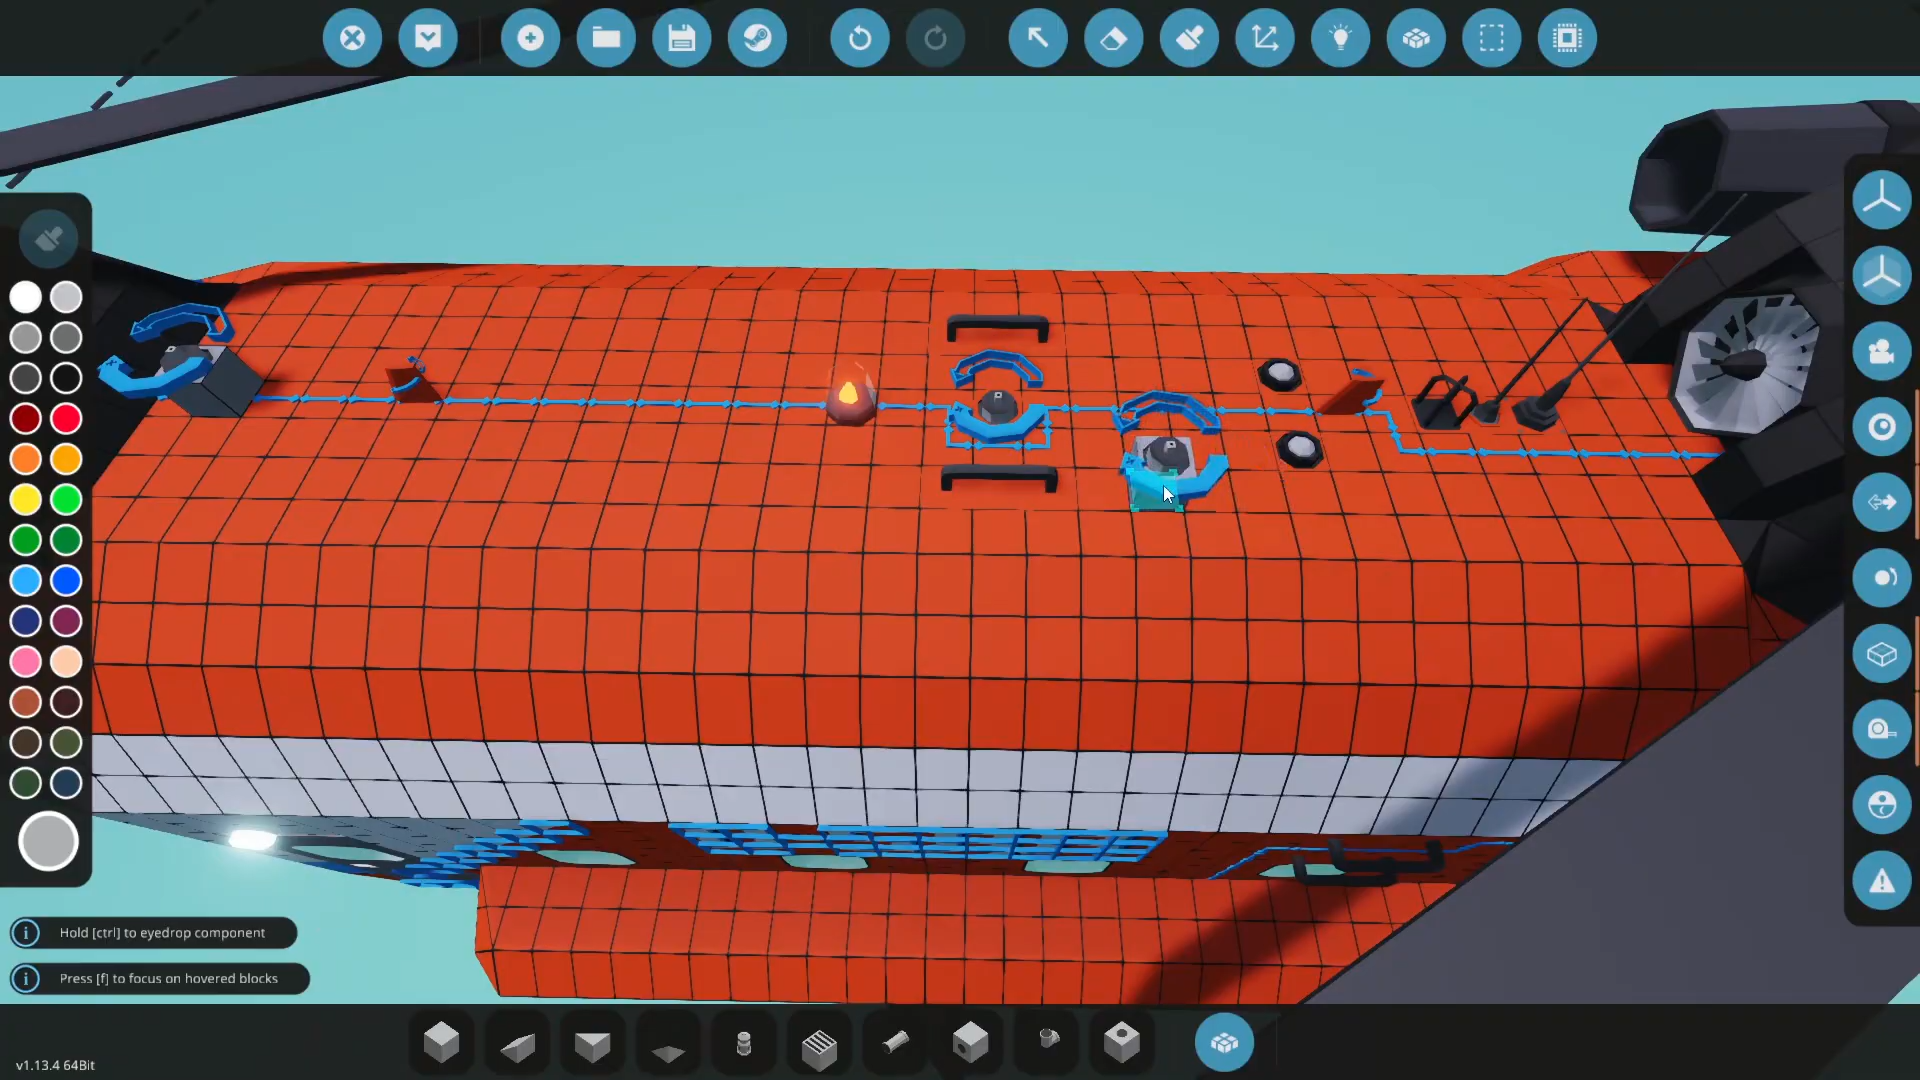 Hold [ctrl] to eyedrop component
Press [f] to focus on hovered blocks
v1.13.4 64Bit